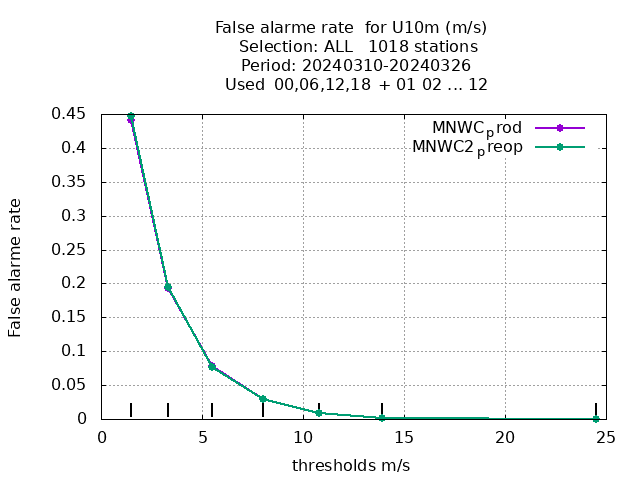 False alarme rate  for U10m (m/s)
Selection: ALL   1018 stations
Period: 20240310-20240326
Used  00,06,12,18 + 01 02 ... 12
MNWCprod
MNWC2preop
False alarme rate
0.45
0.4
0.35
0.3
0.25
0.2
0.15
0.1
0.05
0
0 5 10 15 20 25
thresholds m/s